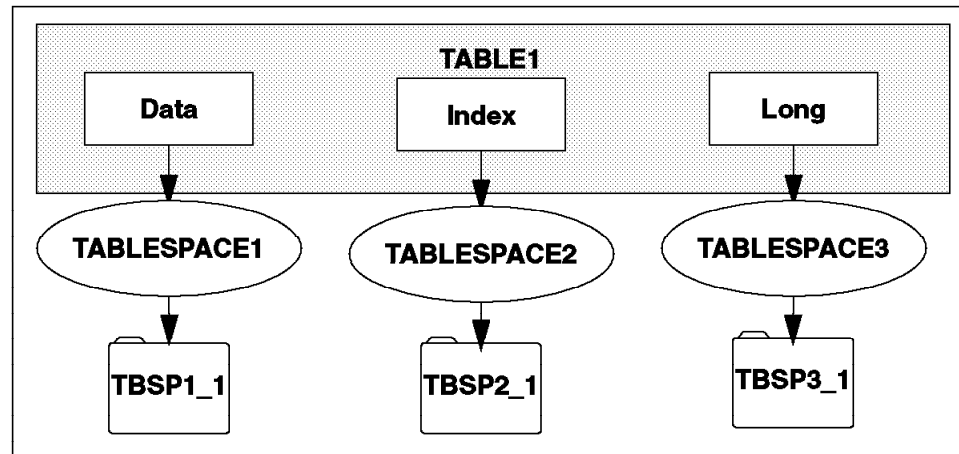 TABLE1
Data
Index
Long
TABLESPACE1
TABLESPACE2
TABLESPACE3
TBSP1_1
TBSP2_1
TBSP3_1